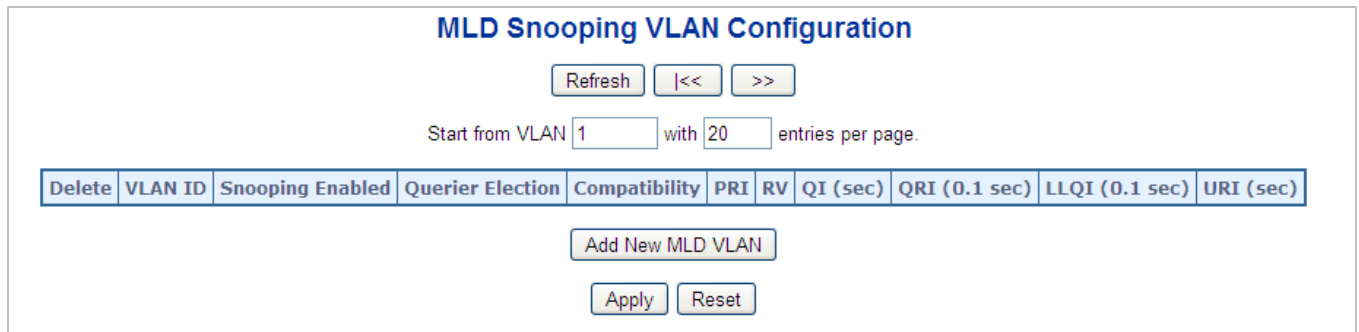 MLD Snooping VLAN Configuration
Refresh |<< >>
Start from VLAN 1 with 20 entries per page.
Delete VLAN ID Snooping Enabled Querier Election Compatibility PRI RV QI (sec) QRI (0.1 sec) LLQI (0.1 sec) URI (sec)
Add New MLD VLAN
Apply Reset